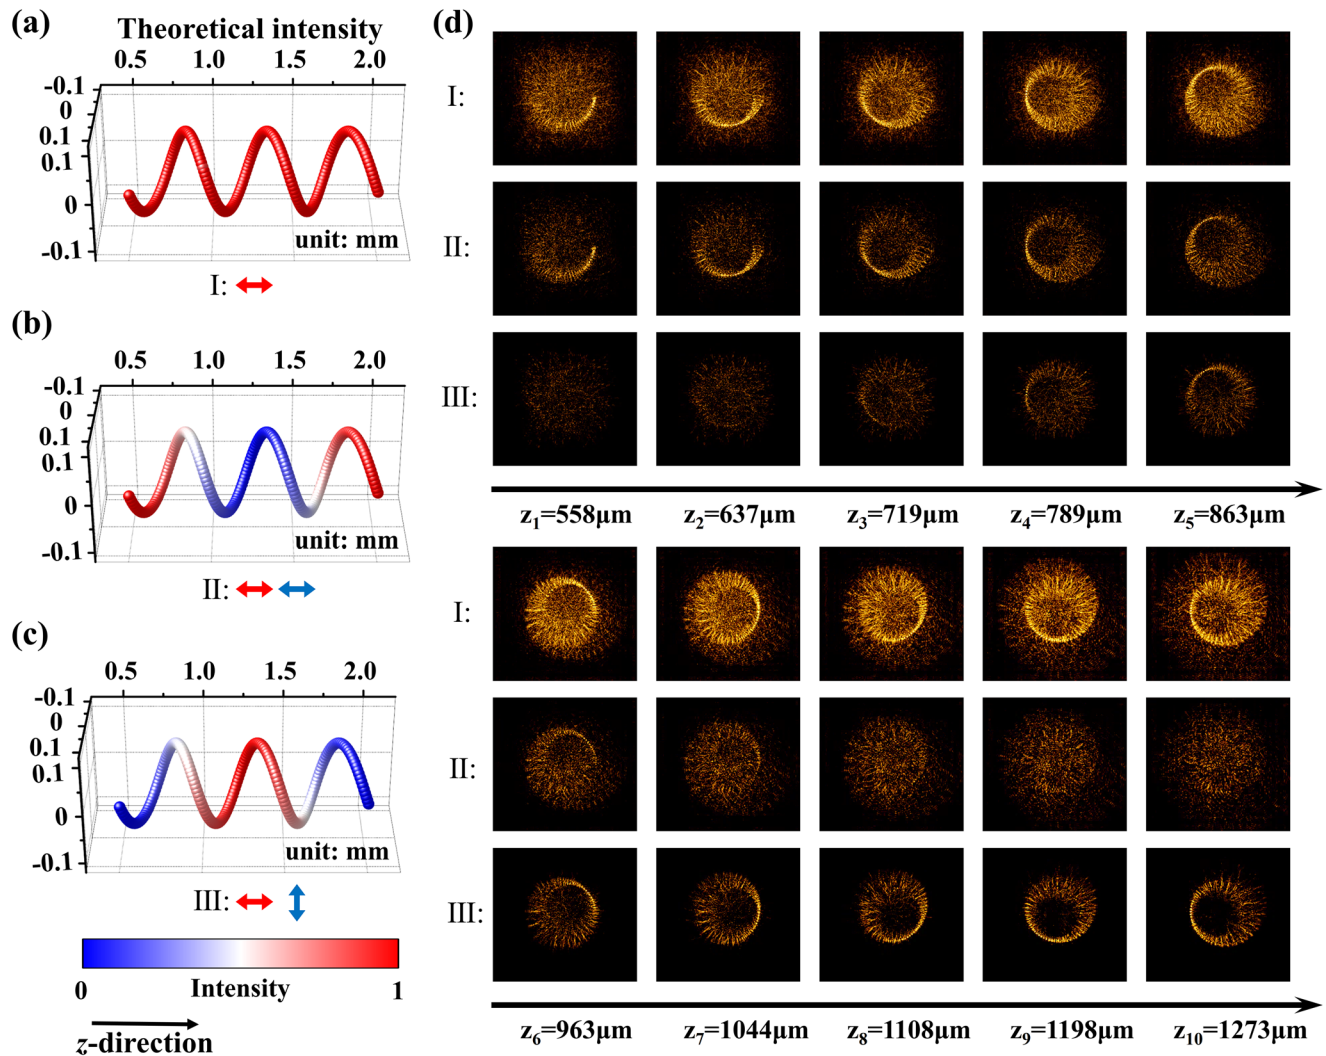 (a)
Theoretical intensity
0.5 1.0 1.5 2.0
-0.1
0
0.1
0.1
0
-0.1
unit: mm
I:
(b)
0.5 1.0 1.5 2.0
-0.1
0
0.1
0.1
0
-0.1
unit: mm
II:
(c)
0.5 1.0 1.5 2.0
-0.1
0
0.1
0.1
0
-0.1
unit: mm
III:
0 Intensity 1
z-direction
(d)
I:
II:
III:
z₁=558μm z₂=637μm z₃=719μm z₄=789μm z₅=863μm
I:
II:
III:
z₆=963μm z₇=1044μm z₈=1108μm z₉=1198μm z₁₀=1273μm